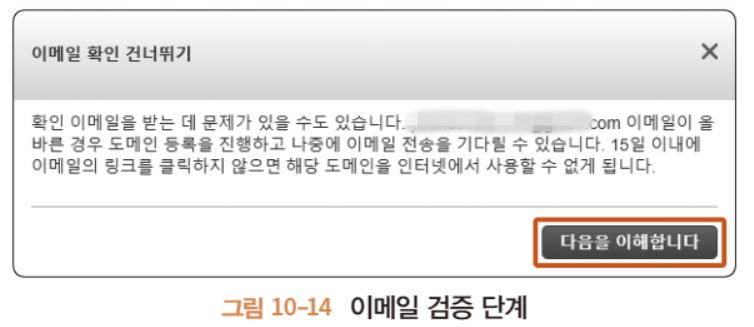 이메일 확인 건너뛰기
확인 이메일을 받는 데 문제가 있을 수도 있습니다. com 이메일이 올
바른 경우 도메인 등록을 진행하고 나중에 이메일 전송을 기다릴 수 있습니다. 15일 이내에
이메일의 링크를 클릭하지 않으면 해당 도메인을 인터넷에서 사용할 수 없게 됩니다.
다음을 이해합니다
그림 10-14 이메일 검증 단계